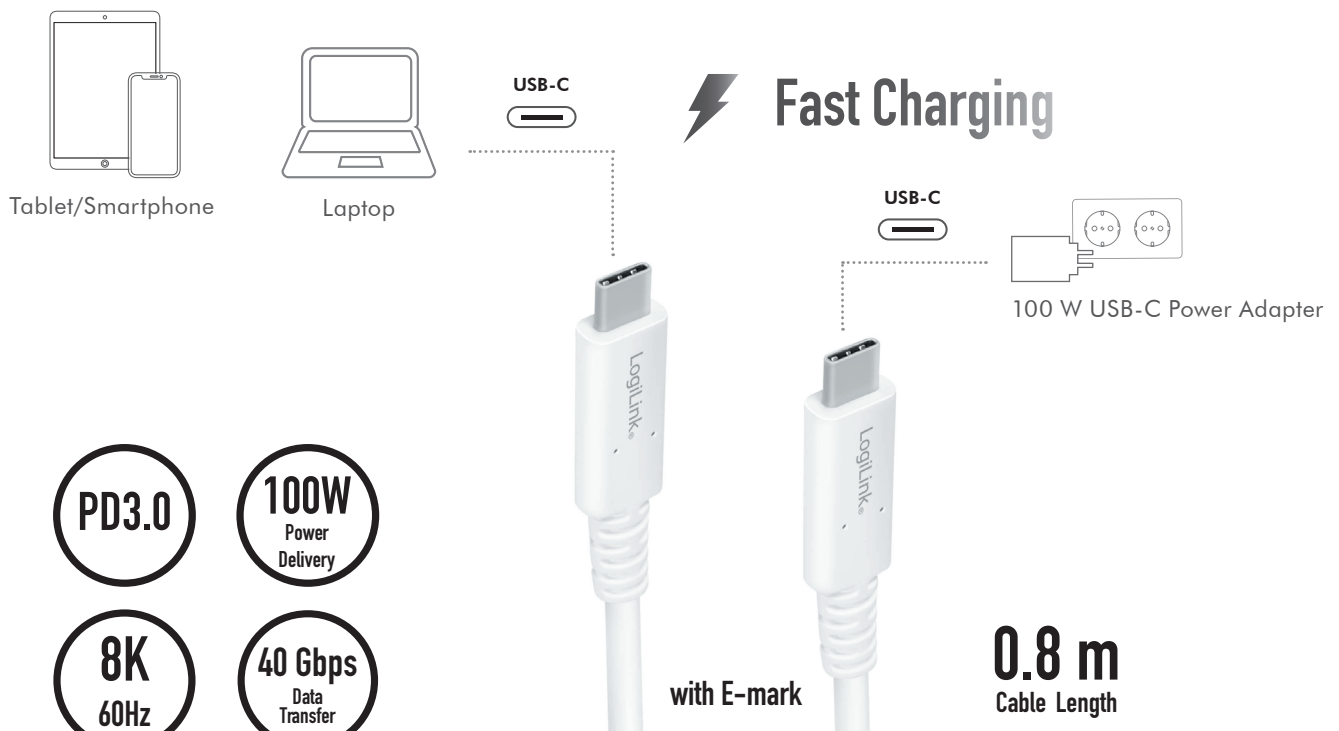 USB-C
Fast Charging
Tablet/Smartphone
Laptop
USB-C
100 W USB-C Power Adapter
LogiLink®
LogiLink®
PD3.0
100W
Power
Delivery
8K
60Hz
40 Gbps
Data
Transfer
with E-mark
0.8 m
Cable Length